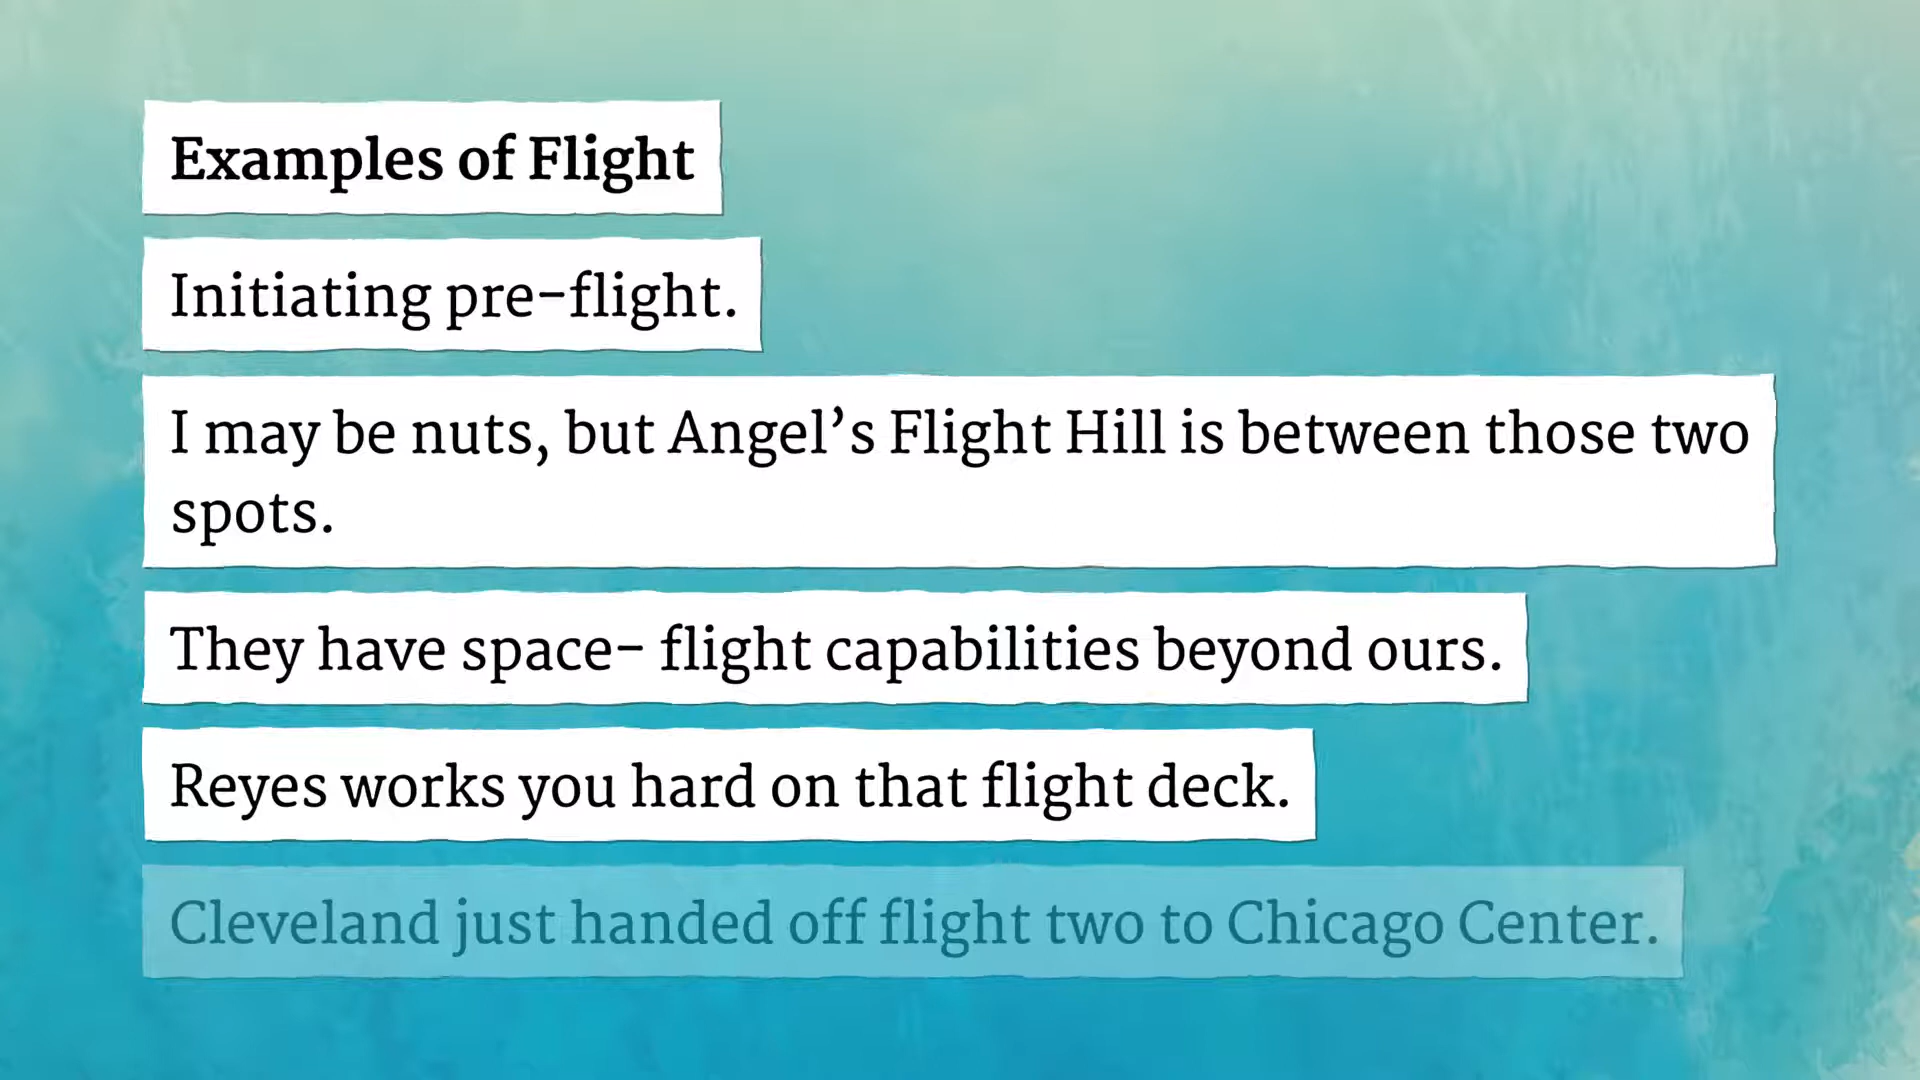 Examples of Flight
Initiating pre-flight.
I may be nuts, but Angel’s Flight Hill is between those two
spots.
They have space- flight capabilities beyond ours.
Reyes works you hard on that flight deck.
Cleveland just handed off flight two to Chicago Center.